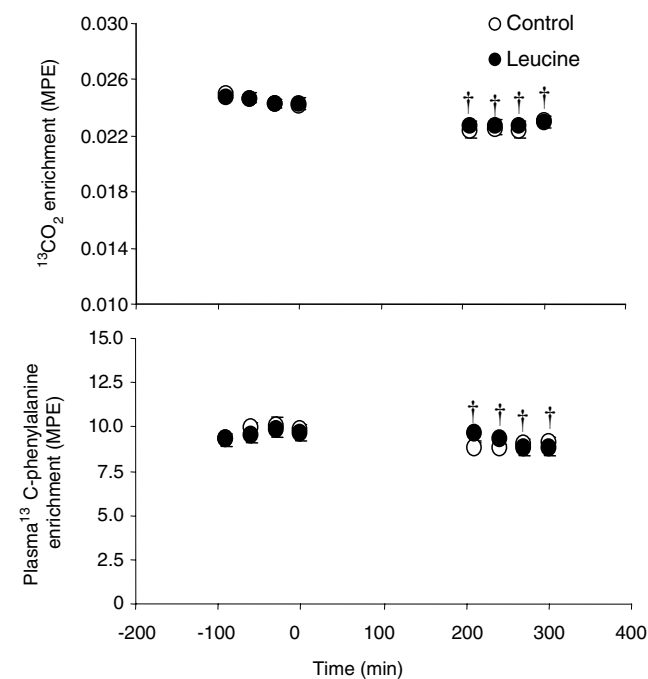 Control
Leucine
0.030
0.026
0.022
0.018
0.014
0.010
¹³CO₂ enrichment (MPE)
† † † †
15.0
12.5
10.0
7.5
5.0
2.5
0
Plasma¹³ C-phenylalanine
enrichment (MPE)
† † † †
-200 -100 0 100 200 300 400
Time (min)